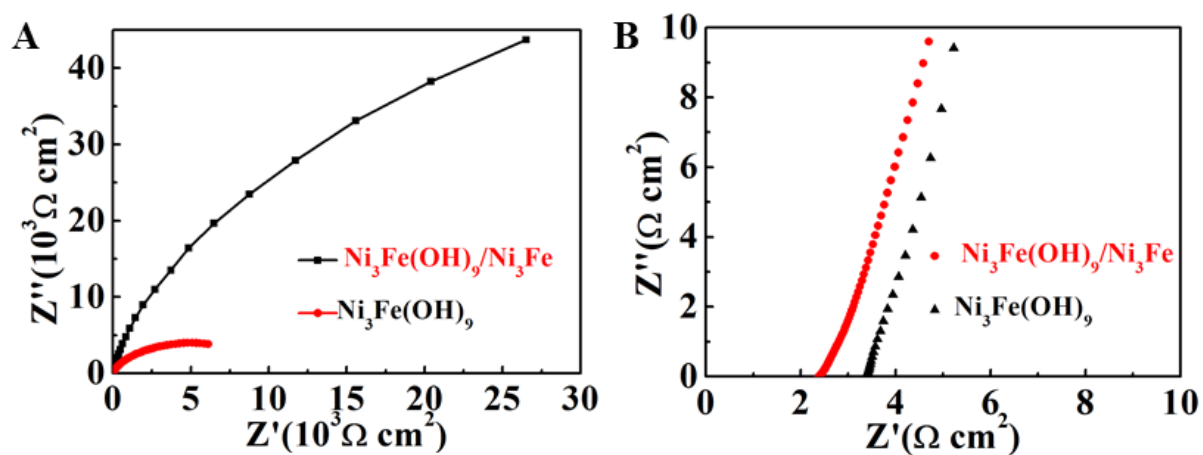 A
Z''(10³Ω cm²)
40
30
20
10
0
Ni₃Fe(OH)₉/Ni₃Fe
Ni₃Fe(OH)₉
0 5 10 15 20 25 30
Z'(10³Ω cm²)
B
Z''(Ω cm²)
10
8
6
4
2
0
Ni₃Fe(OH)₉/Ni₃Fe
Ni₃Fe(OH)₉
0 2 4 6 8 10
Z'(Ω cm²)